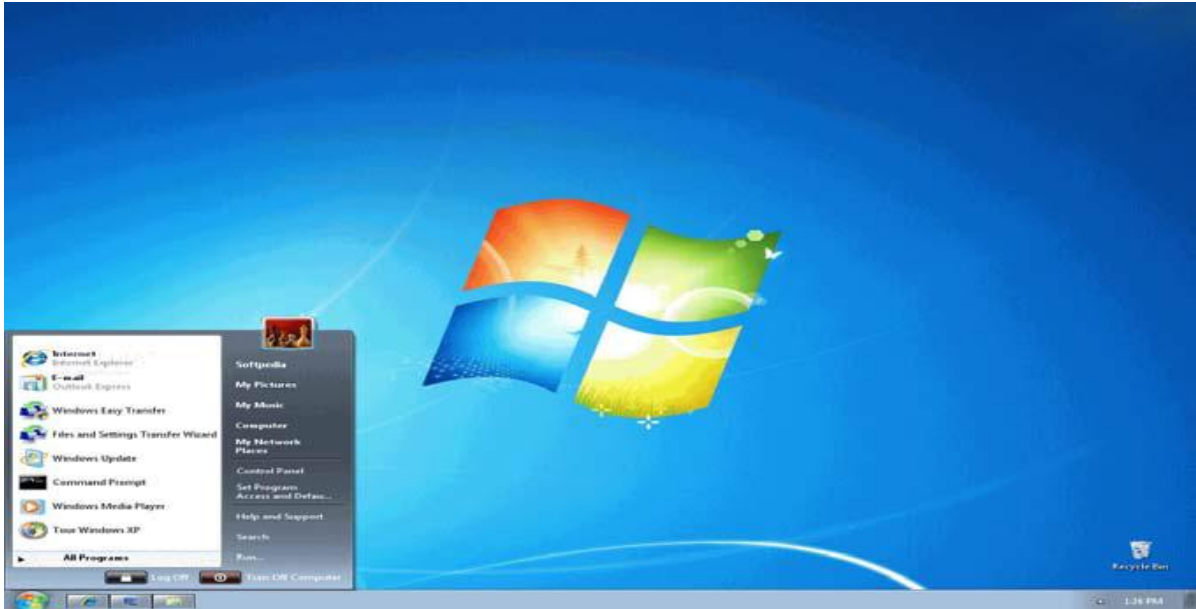 Internet
Internet Explorer
E-mail
Outlook Express
Windows Easy Transfer
Files and Settings Transfer Wizard
Windows Update
Command Prompt
Windows Media Player
Tour Windows XP
All Programs
Softpedia
My Pictures
My Music
Computer
My Network
Places
Control Panel
Set Program
Access and Defau...
Help and Support
Search
Run...
Log Off
Turn Off Computer
Recycle Bin
1:26 PM